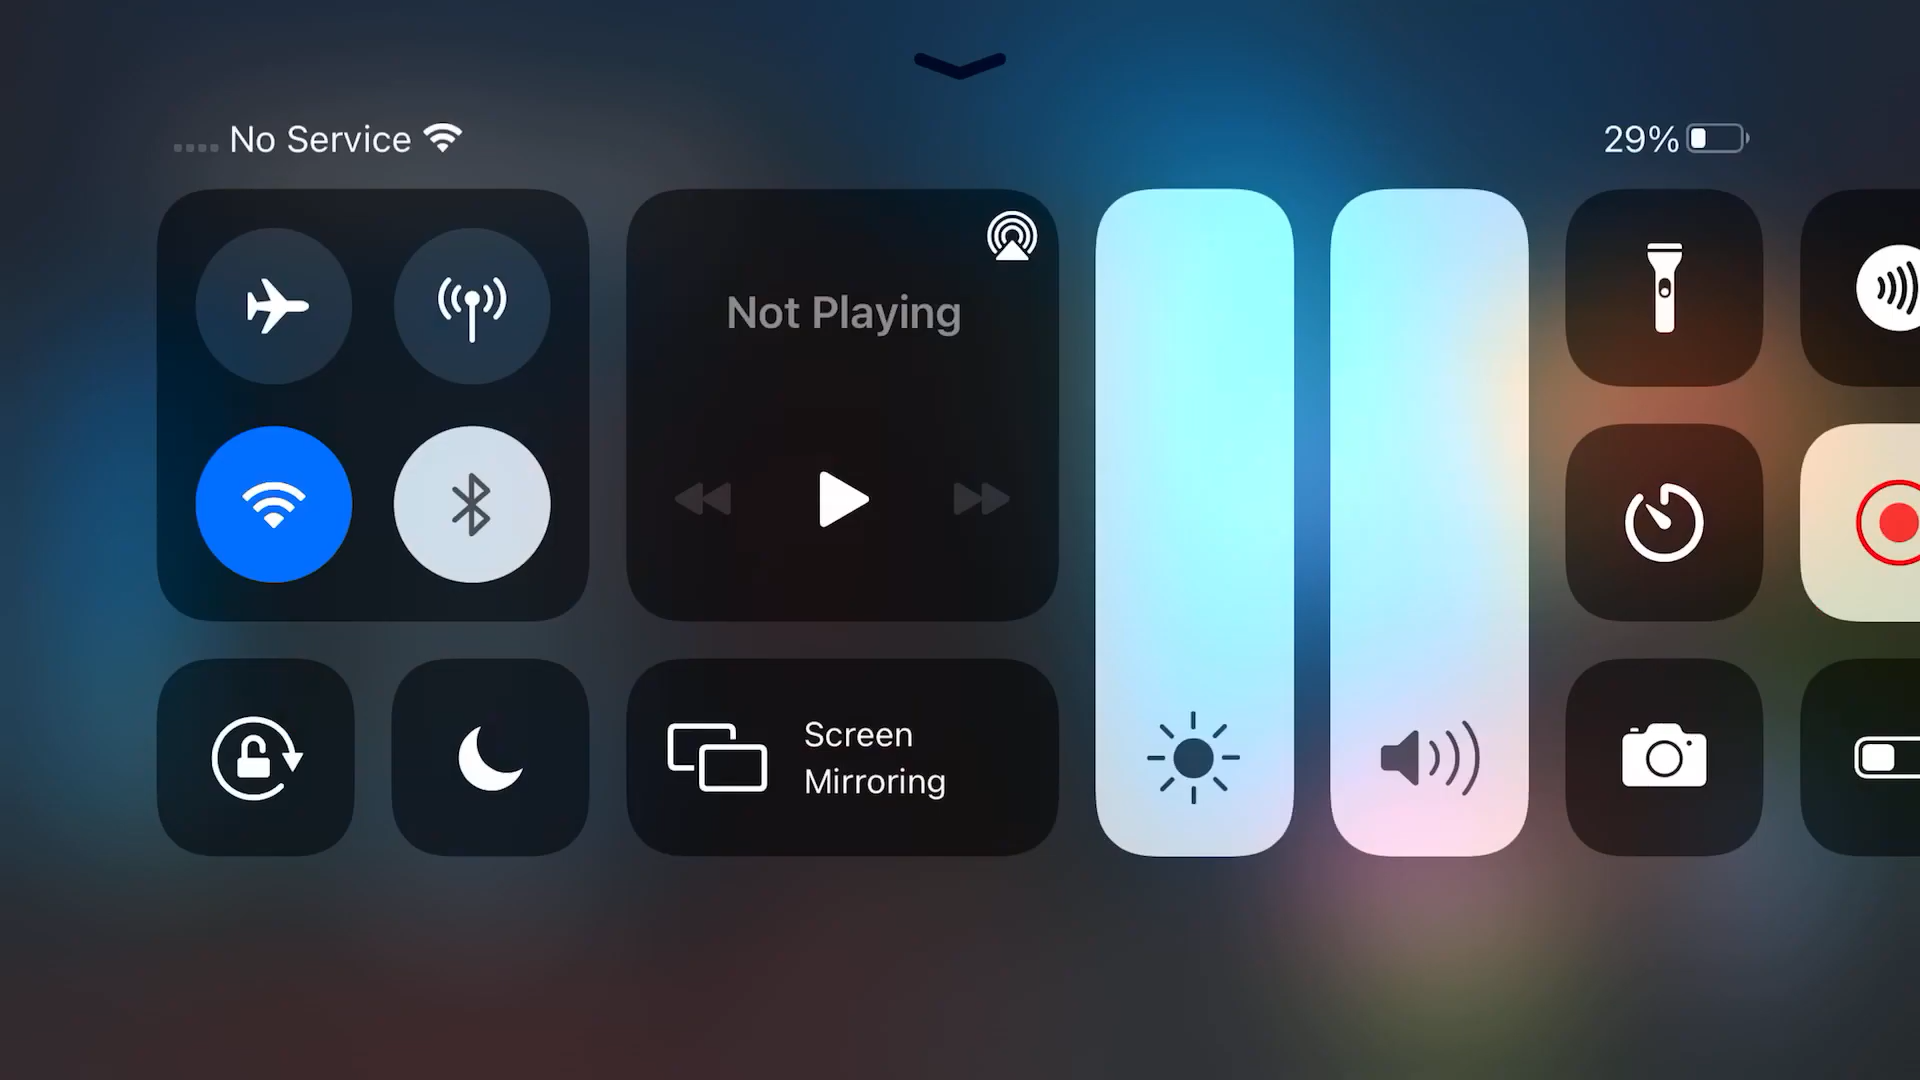 No Service
29%
Not Playing
Screen
Mirroring